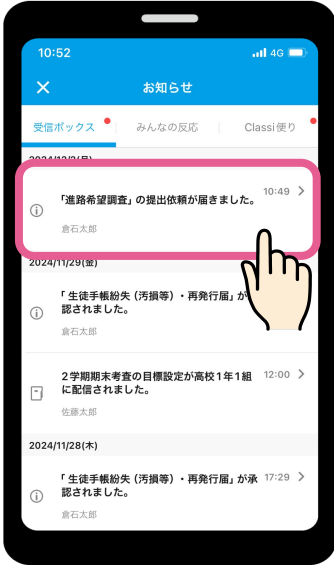 10:52
4G
お知らせ
受信ボックス
みんなの反応
Classi便り
2024/12/2(月)
「進路希望調査」の提出依頼が届きました。
10:49
倉石太郎
2024/11/29(金)
「生徒手帳紛失（汚損等）・再発行届」が
認されました。
倉石太郎
2学期期末考査の目標設定が高校1年1組
12:00
に配信されました。
佐藤太郎
2024/11/28(木)
「生徒手帳紛失（汚損等）・再発行届」が承
17:29
認されました。
倉石太郎